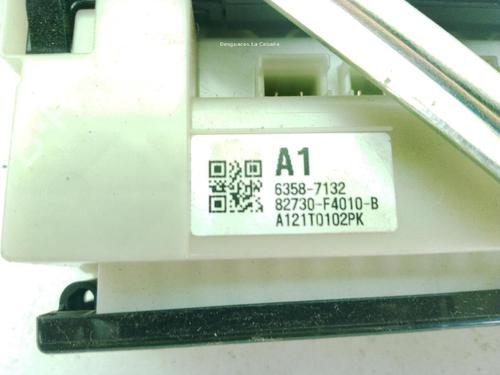 Desguaces La Cabaña
A1
6358-7132
82730-F4010-B
A121T0102PK